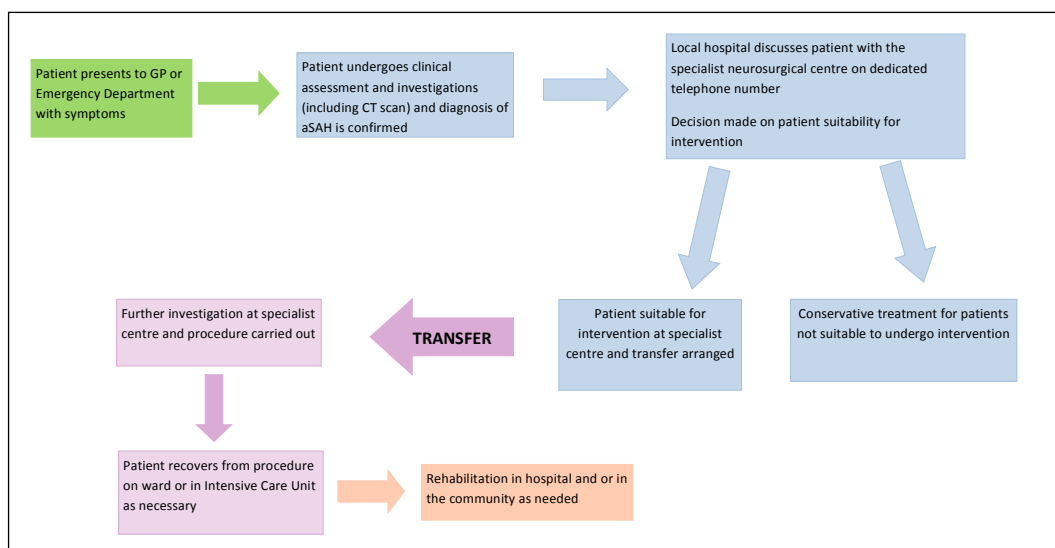 Patient presents to GP or
Emergency Department
with symptoms
Patient undergoes clinical
assessment and investigations
(including CT scan) and diagnosis of
aSAH is confirmed
Local hospital discusses patient with the
specialist neurosurgical centre on dedicated
telephone number
Decision made on patient suitability for
intervention
Further investigation at specialist
centre and procedure carried out
TRANSFER
Patient suitable for
intervention at specialist
centre and transfer arranged
Conservative treatment for patients
not suitable to undergo intervention
Patient recovers from procedure
on ward or in Intensive Care Unit
as necessary
Rehabilitation in hospital and or in
the community as needed